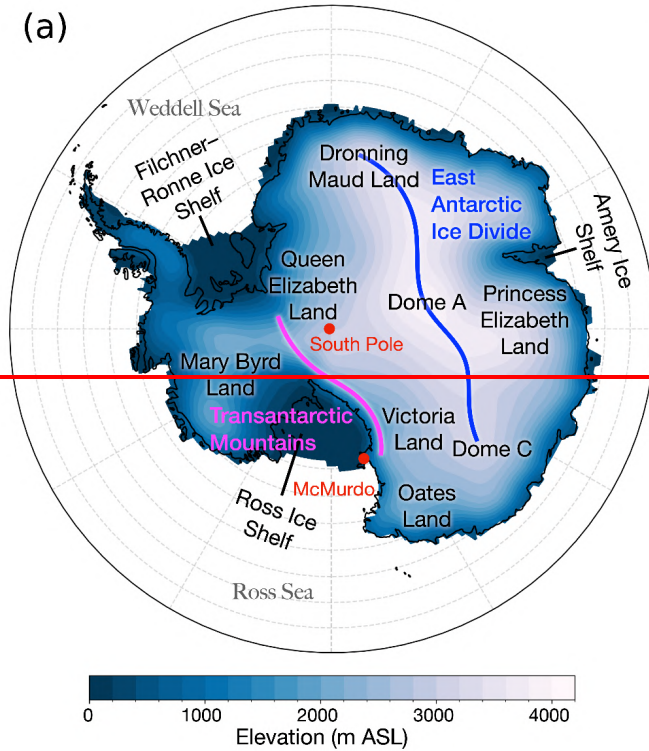 (a)
Weddell Sea
Filchner–
Ronne Ice
Shelf
Dronning
Maud Land
East
Antarctic
Ice Divide
Amery Ice
Shelf
Queen
Elizabeth
Land
Dome A
Princess
Elizabeth
Land
South Pole
Mary Byrd
Land
Transantarctic
Mountains
Victoria
Land
Dome C
McMurdo
Oates
Land
Ross Ice
Shelf
Ross Sea
0 1000 2000 3000 4000
Elevation (m ASL)